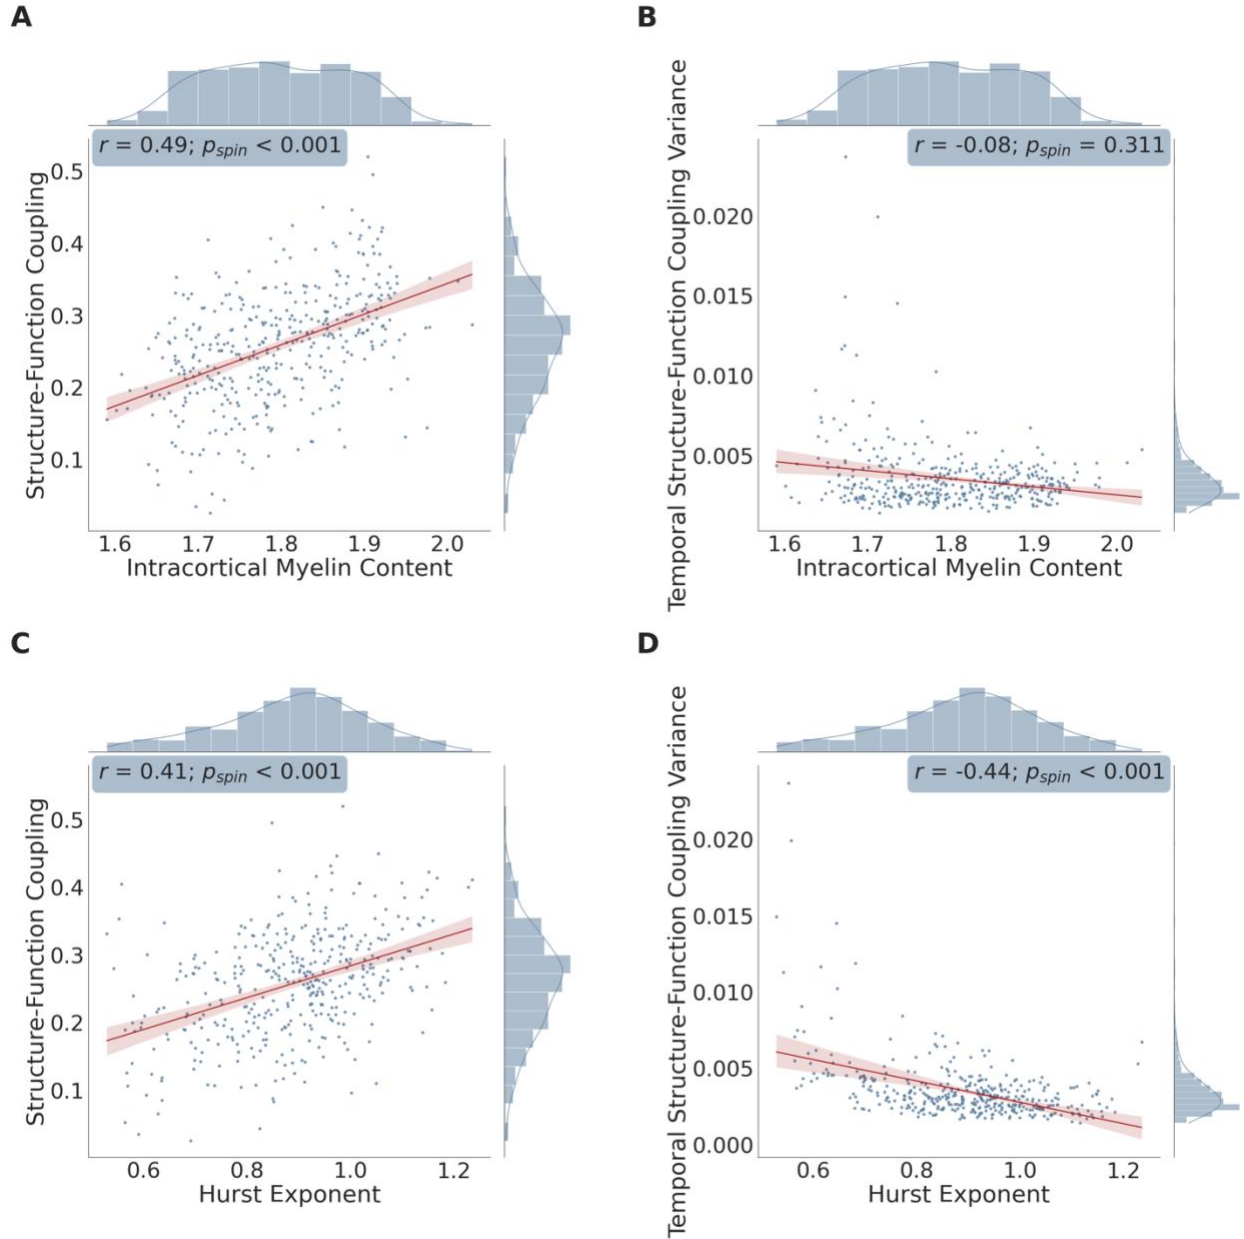 A
r = 0.49; p_spin < 0.001
Structure-Function Coupling
0.5
0.4
0.3
0.2
0.1
1.6 1.7 1.8 1.9 2.0
Intracortical Myelin Content
B
r = -0.08; p_spin = 0.311
Temporal Structure-Function Coupling Variance
0.020
0.015
0.010
0.005
1.6 1.7 1.8 1.9 2.0
Intracortical Myelin Content
C
r = 0.41; p_spin < 0.001
Structure-Function Coupling
0.5
0.4
0.3
0.2
0.1
0.6 0.8 1.0 1.2
Hurst Exponent
D
r = -0.44; p_spin < 0.001
Temporal Structure-Function Coupling Variance
0.020
0.015
0.010
0.005
0.000
0.6 0.8 1.0 1.2
Hurst Exponent